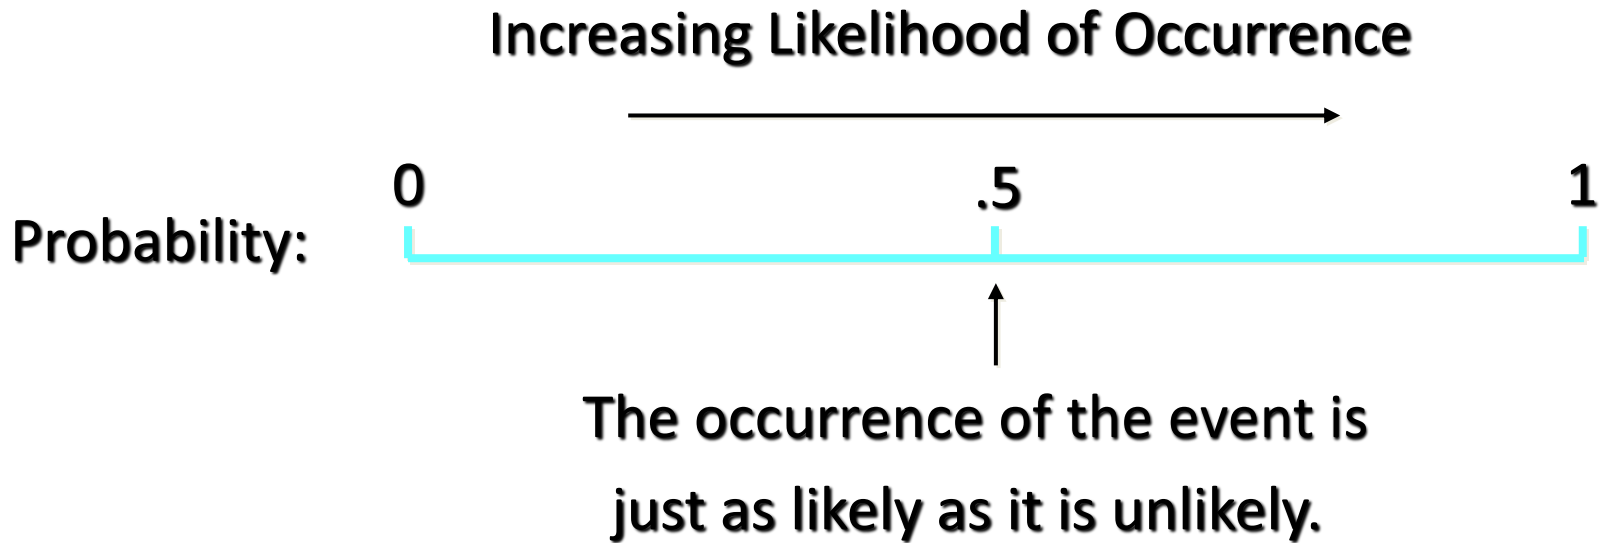 Increasing Likelihood of Occurrence
0 .5 1
Probability:
The occurrence of the event is
just as likely as it is unlikely.